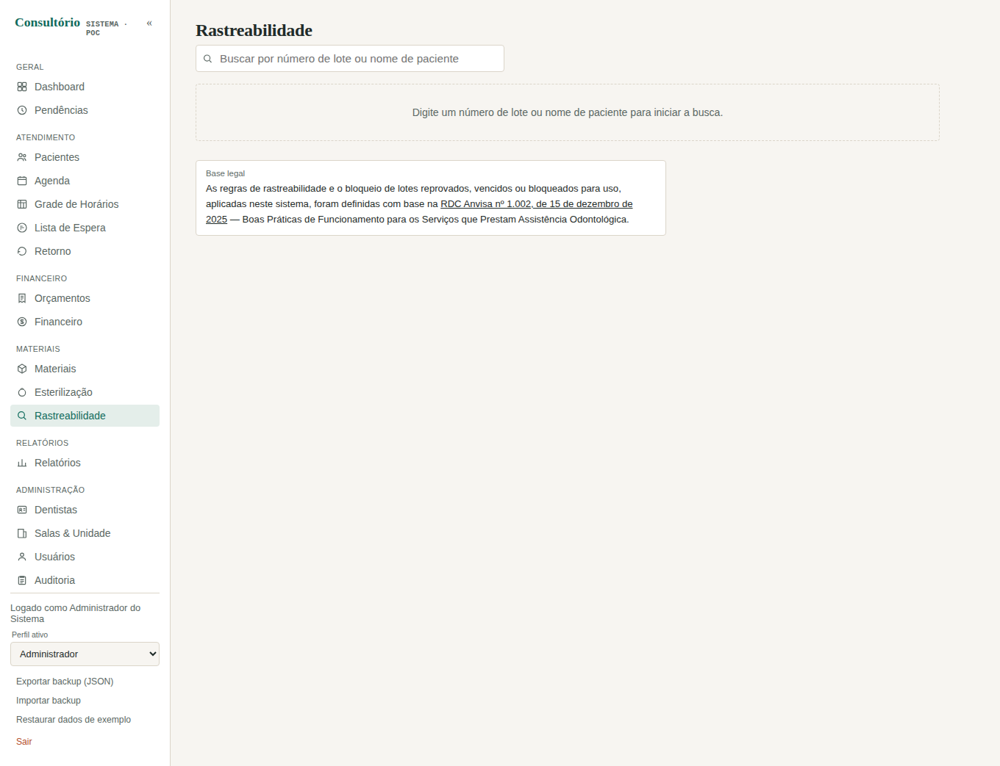 Consultório SISTEMA · POC «
GERAL
Dashboard
Pendências
ATENDIMENTO
Pacientes
Agenda
Grade de Horários
Lista de Espera
Retorno
FINANCEIRO
Orçamentos
Financeiro
MATERIAIS
Materiais
Esterilização
Rastreabilidade
RELATÓRIOS
Relatórios
ADMINISTRAÇÃO
Dentistas
Salas & Unidade
Usuários
Auditoria
Logado como Administrador do
Sistema
Perfil ativo
Administrador
Exportar backup (JSON)
Importar backup
Restaurar dados de exemplo
Sair
Rastreabilidade
Buscar por número de lote ou nome de paciente
Digite um número de lote ou nome de paciente para iniciar a busca.
Base legal
As regras de rastreabilidade e o bloqueio de lotes reprovados, vencidos ou bloqueados para uso,
aplicadas neste sistema, foram definidas com base na RDC Anvisa nº 1.002, de 15 de dezembro de
2025 — Boas Práticas de Funcionamento para os Serviços que Prestam Assistência Odontológica.